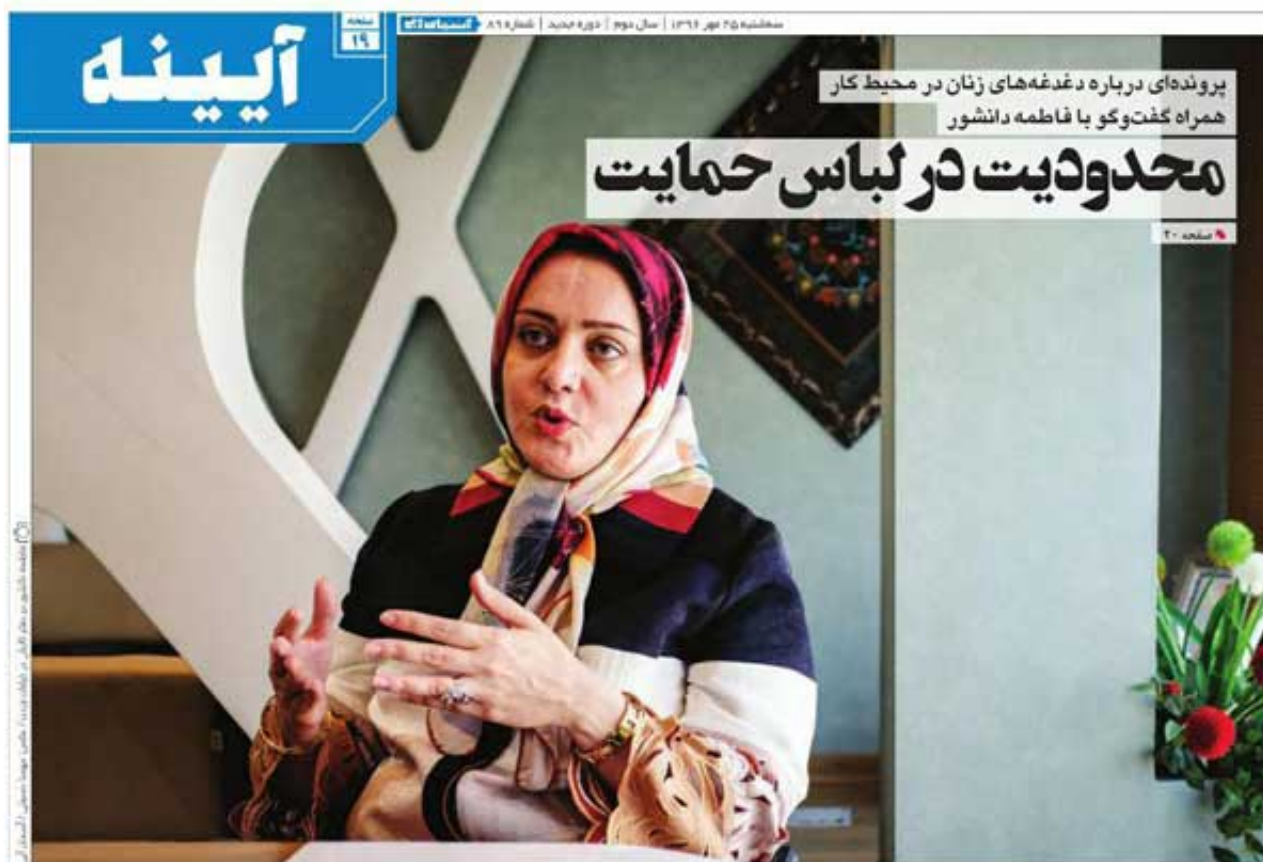 سه‌شنبه ۲۵ مهر ۱۳۹۶ | سال دوم | دوره جدید | شماره ۸۹
صفحه
۱۹
آیینه
پرونده‌ای درباره دغدغه‌های زنان در محیط کار
همراه گفت‌وگو با فاطمه دانشور
محدودیت در لباس حمایت
صفحه ۲۰